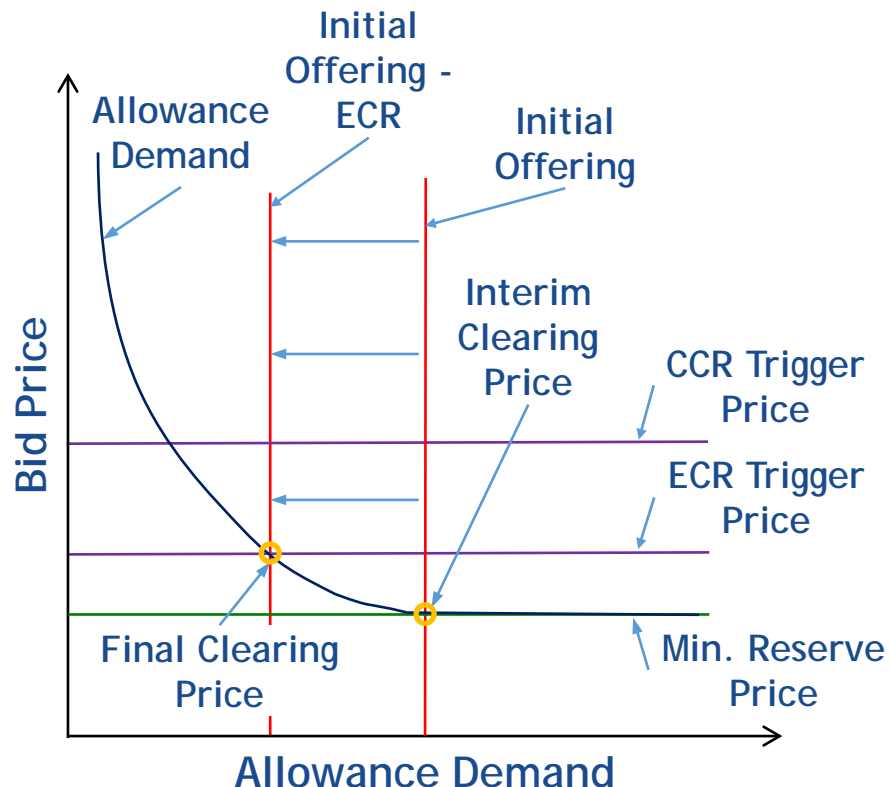 Initial
Offering -
ECR
Allowance
Demand
Initial
Offering
Interim
Clearing
Price
CCR Trigger
Price
ECR Trigger
Price
Bid Price
Final Clearing
Price
Min. Reserve
Price
Allowance Demand